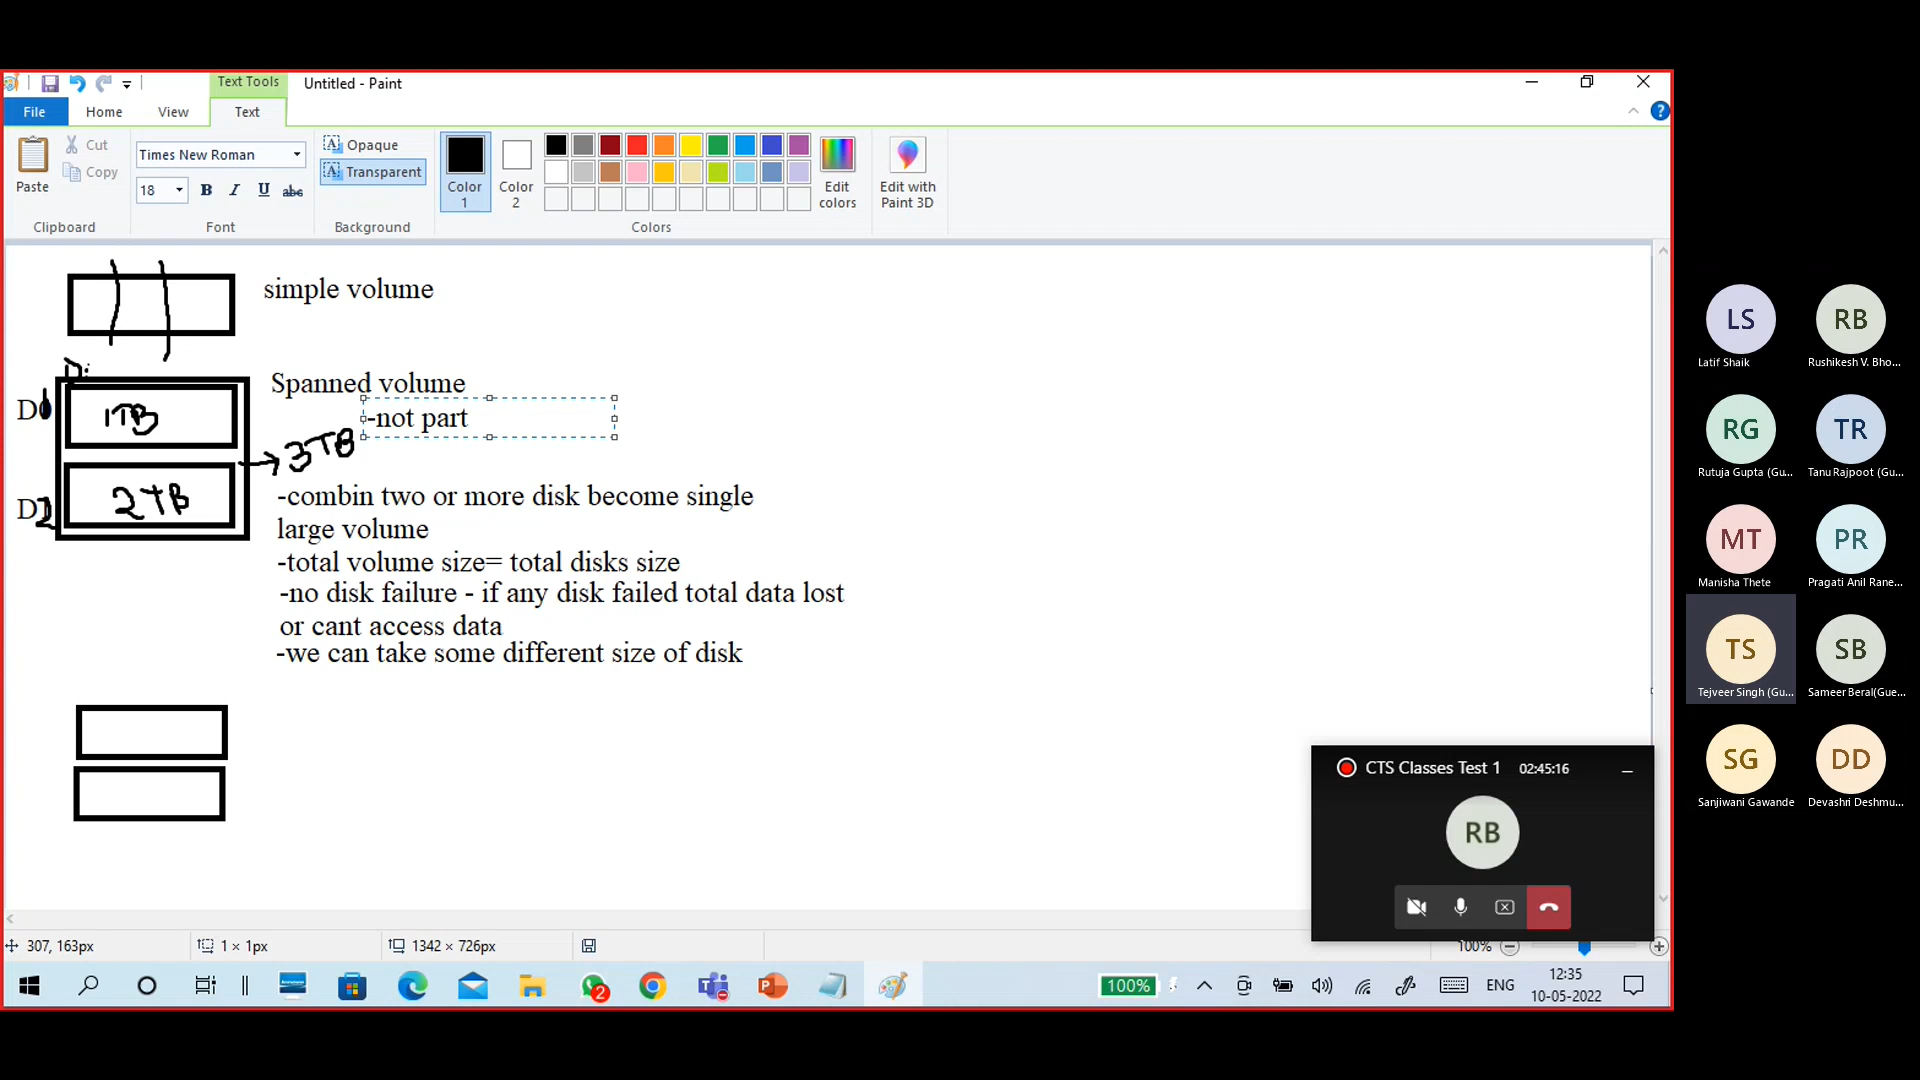 Text Tools
Untitled - Paint
File
Home
View
Text
Paste
Cut
Copy
Clipboard
Times New Roman
18
B I U abc
Font
Opaque
Transparent
Background
Color 1
Color 2
Edit colors
Edit with Paint 3D
Colors
simple volume
D:
Spanned volume
-not part
1TB
3TB
2TB
-combin two or more disk become single
large volume
-total volume size= total disks size
-no disk failure - if any disk failed total data lost
or cant access data
-we can take some different size of disk
LS
Latif Shaik
RB
Rushikesh V. Bho...
RG
Rutuja Gupta (Gu...
TR
Tanu Rajpoot (Gu...
MT
Manisha Thete
PR
Pragati Anil Rane...
TS
Tejveer Singh (Gu...
SB
Sameer Beral(Gue...
SG
Sanjiwani Gawande
DD
Devashri Deshmu...
CTS Classes Test 1 02:45:16
RB
307, 163px
1 × 1px
1342 × 726px
100%
2
100%
ENG
12:35
10-05-2022